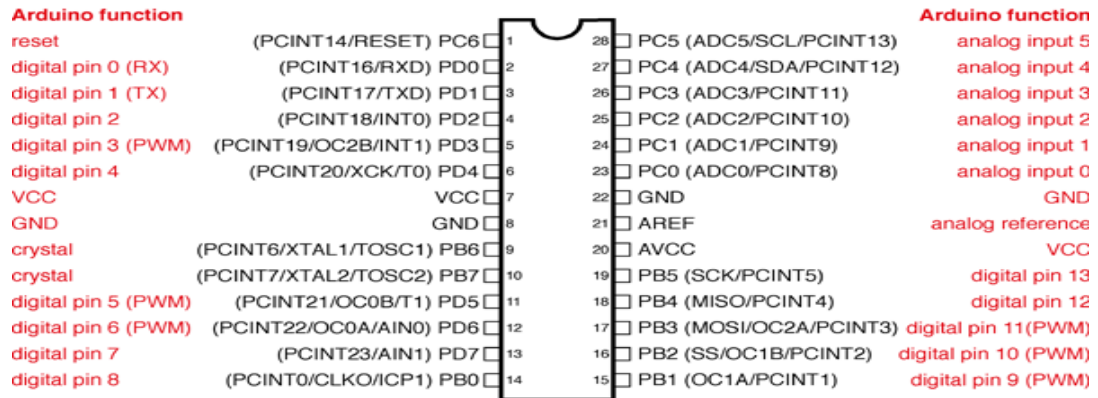 Arduino function Arduino function
reset (PCINT14/RESET) PC6 1 28 PC5 (ADC5/SCL/PCINT13) analog input 5
digital pin 0 (RX) (PCINT16/RXD) PD0 2 27 PC4 (ADC4/SDA/PCINT12) analog input 4
digital pin 1 (TX) (PCINT17/TXD) PD1 3 26 PC3 (ADC3/PCINT11) analog input 3
digital pin 2 (PCINT18/INT0) PD2 4 25 PC2 (ADC2/PCINT10) analog input 2
digital pin 3 (PWM) (PCINT19/OC2B/INT1) PD3 5 24 PC1 (ADC1/PCINT9) analog input 1
digital pin 4 (PCINT20/XCK/T0) PD4 6 23 PC0 (ADC0/PCINT8) analog input 0
VCC VCC 7 22 GND GND
GND GND 8 21 AREF analog reference
crystal (PCINT6/XTAL1/TOSC1) PB6 9 20 AVCC VCC
crystal (PCINT7/XTAL2/TOSC2) PB7 10 19 PB5 (SCK/PCINT5) digital pin 13
digital pin 5 (PWM) (PCINT21/OC0B/T1) PD5 11 18 PB4 (MISO/PCINT4) digital pin 12
digital pin 6 (PWM) (PCINT22/OC0A/AIN0) PD6 12 17 PB3 (MOSI/OC2A/PCINT3) digital pin 11(PWM)
digital pin 7 (PCINT23/AIN1) PD7 13 16 PB2 (SS/OC1B/PCINT2) digital pin 10 (PWM)
digital pin 8 (PCINT0/CLKO/ICP1) PB0 14 15 PB1 (OC1A/PCINT1) digital pin 9 (PWM)